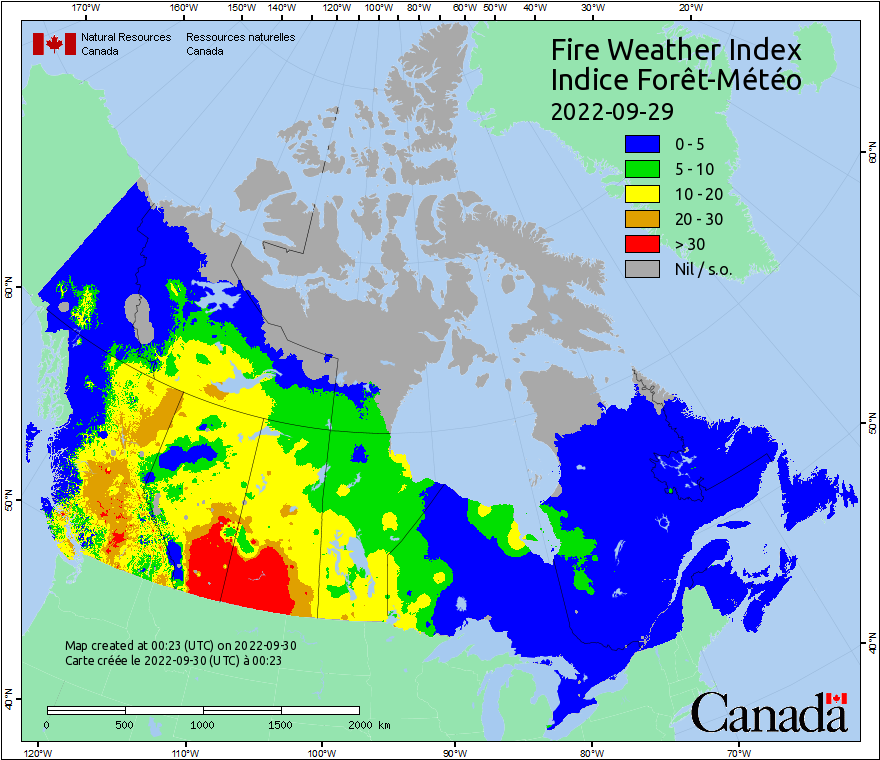 170°W 160°W 150°W 140°W 130°W 120°W 110°W 100°W 90°W 80°W 70°W 60°W 50°W 40°W 30°W 20°W
Natural Resources Canada
Ressources naturelles Canada
Fire Weather Index
Indice Forêt-Météo
2022-09-29
0 - 5
5 - 10
10 - 20
20 - 30
> 30
Nil / s.o.
60°N
50°N
40°N
60°N
50°N
40°N
Map created at 00:23 (UTC) on 2022-09-30
Carte créée le 2022-09-30 (UTC) à 00:23
0 500 1000 1500 2000 km
Canada
120°W 110°W 100°W 90°W 80°W 70°W